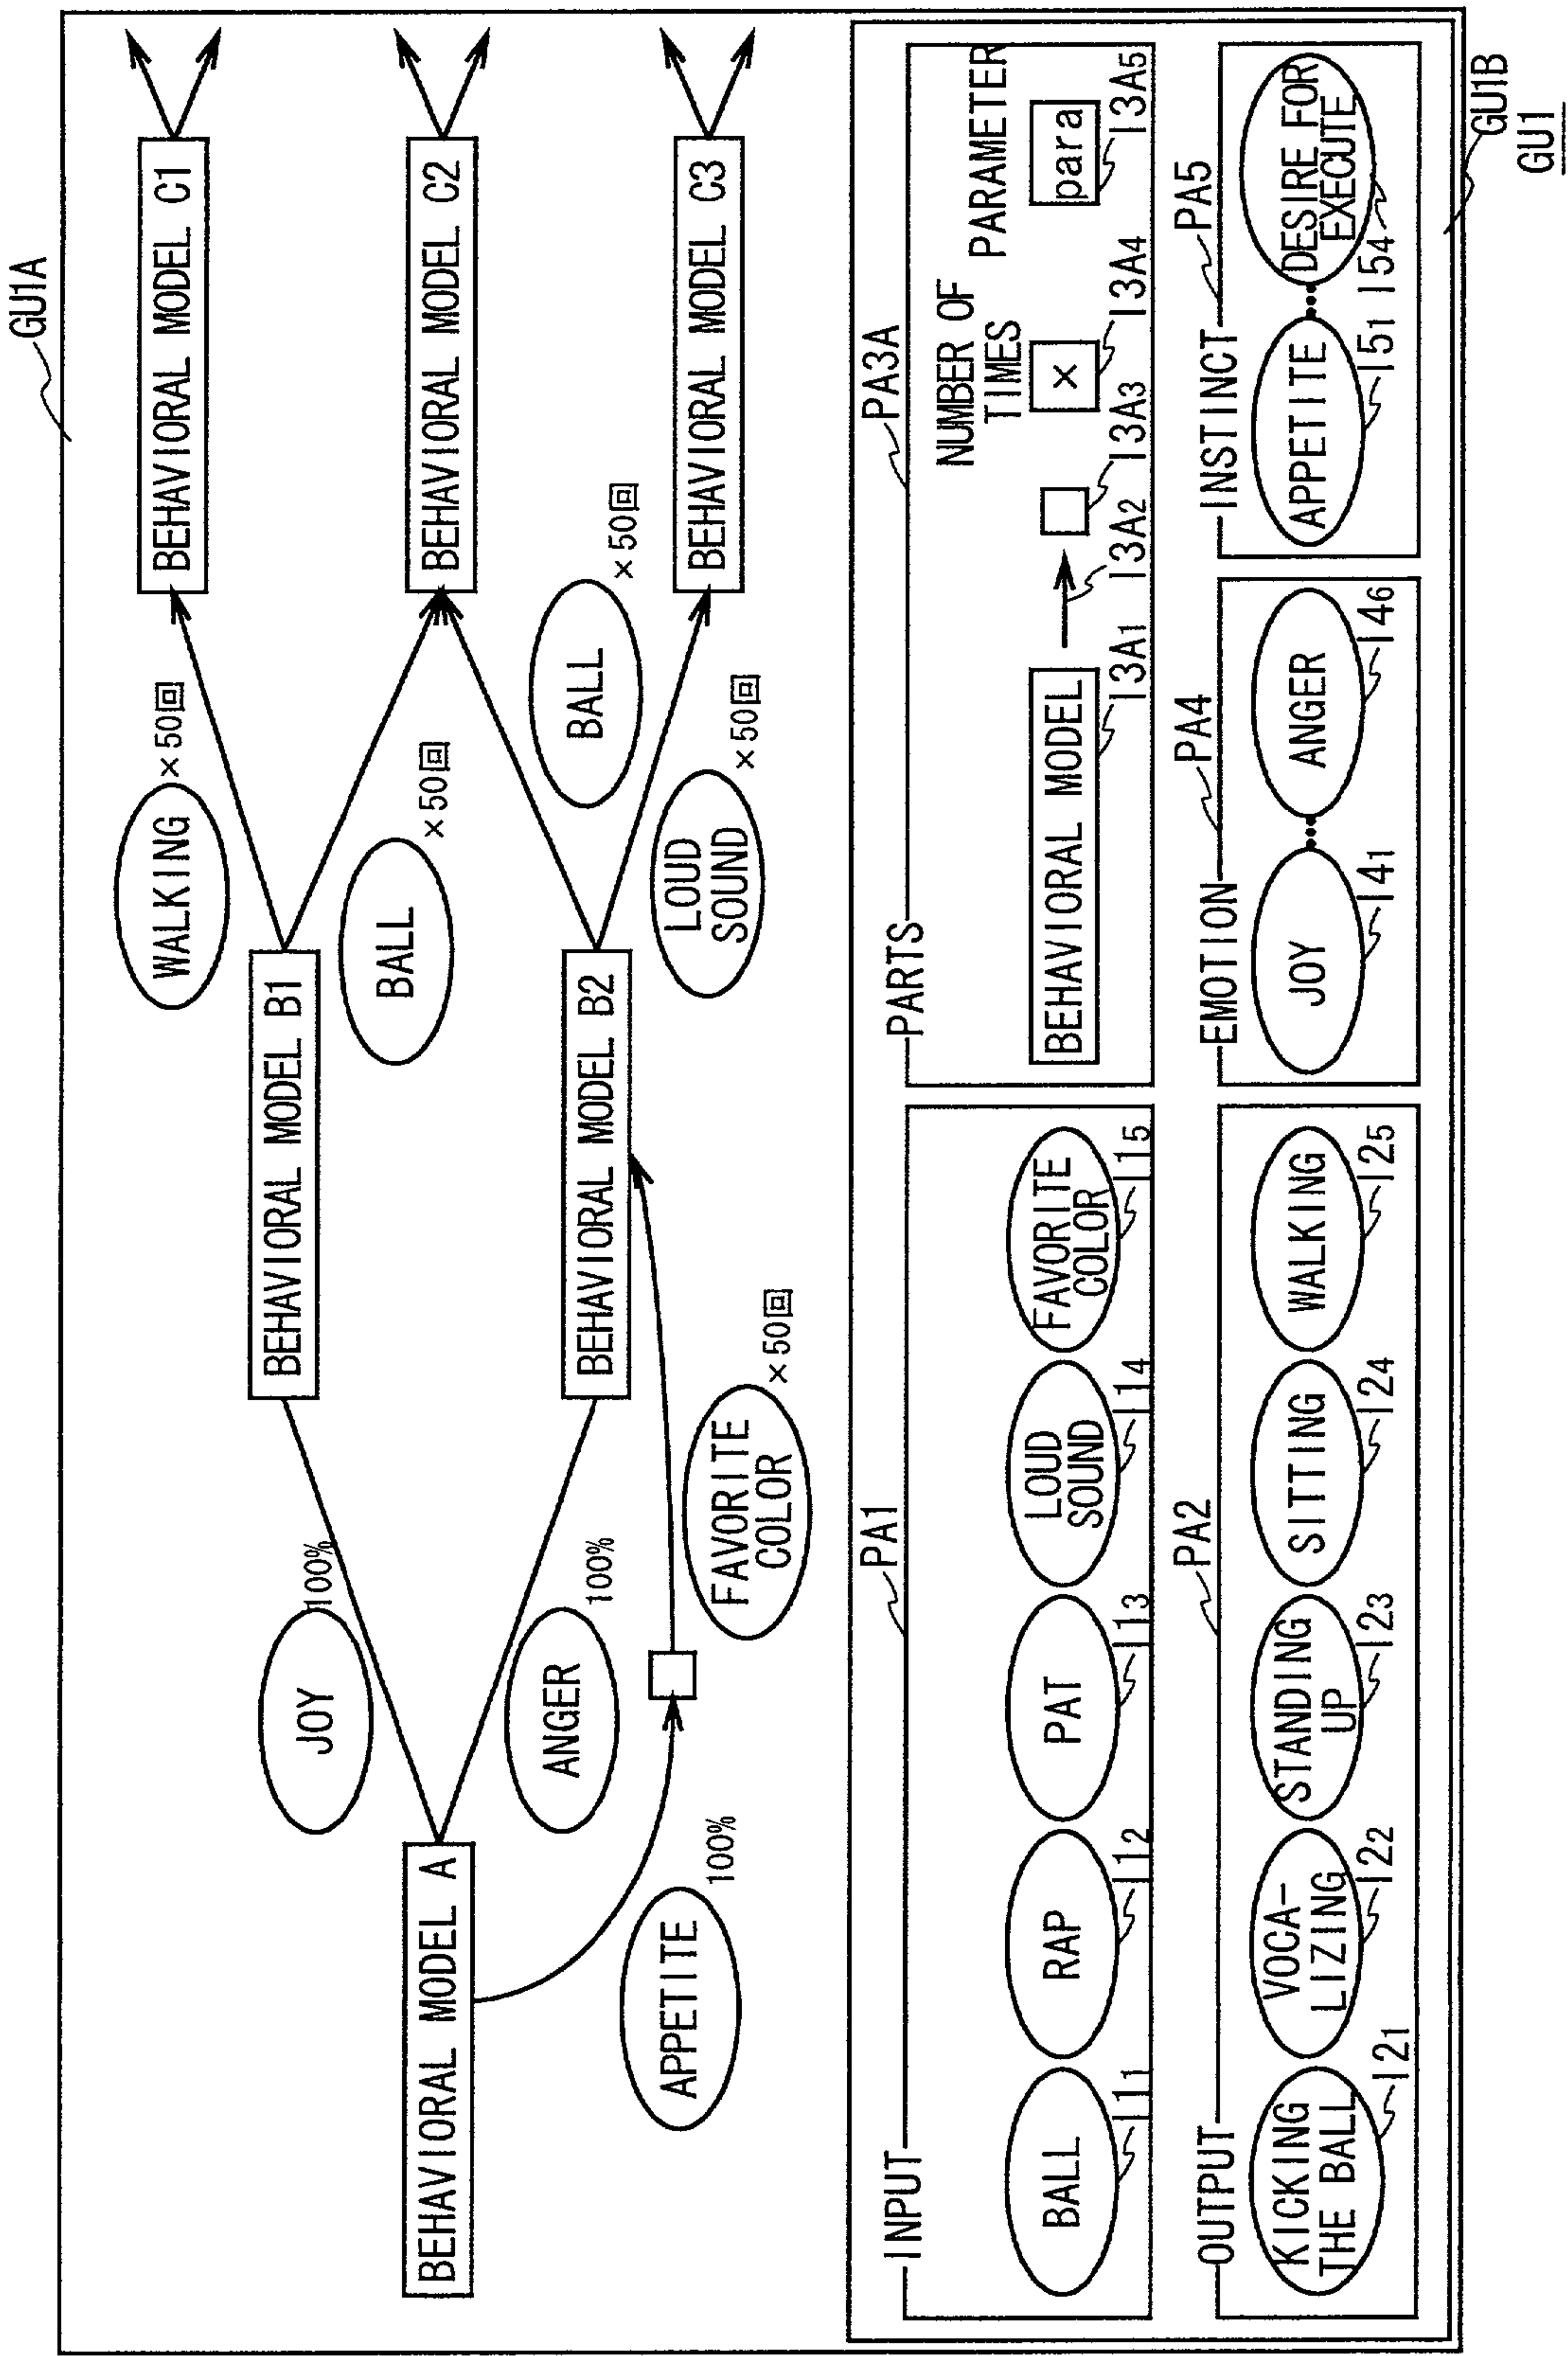 GU1A
BEHAVIORAL MODEL A
JOY
100%
ANGER
100%
APPETITE
100%
FAVORITE
COLOR
×50回
BEHAVIORAL MODEL B1
BEHAVIORAL MODEL B2
WALKING
×50回
BALL
×50回
BALL
×50回
LOUD
SOUND
×50回
BEHAVIORAL MODEL C1
BEHAVIORAL MODEL C2
BEHAVIORAL MODEL C3
INPUT
PA1
BALL
111
RAP
112
PAT
113
LOUD
SOUND
114
FAVORITE
COLOR
115
PARTS
PA3A
BEHAVIORAL MODEL
13A1
13A2
13A3
NUMBER OF
TIMES
×
13A4
PARAMETER
para
13A5
OUTPUT
PA2
KICKING
THE BALL
121
VOCA-
LIZING
122
STANDING
UP
123
SITTING
124
WALKING
125
EMOTION
PA4
JOY
141
ANGER
146
INSTINCT
PA5
APPETITE
151
DESIRE FOR
EXECUTE
154
GU1B
GU1